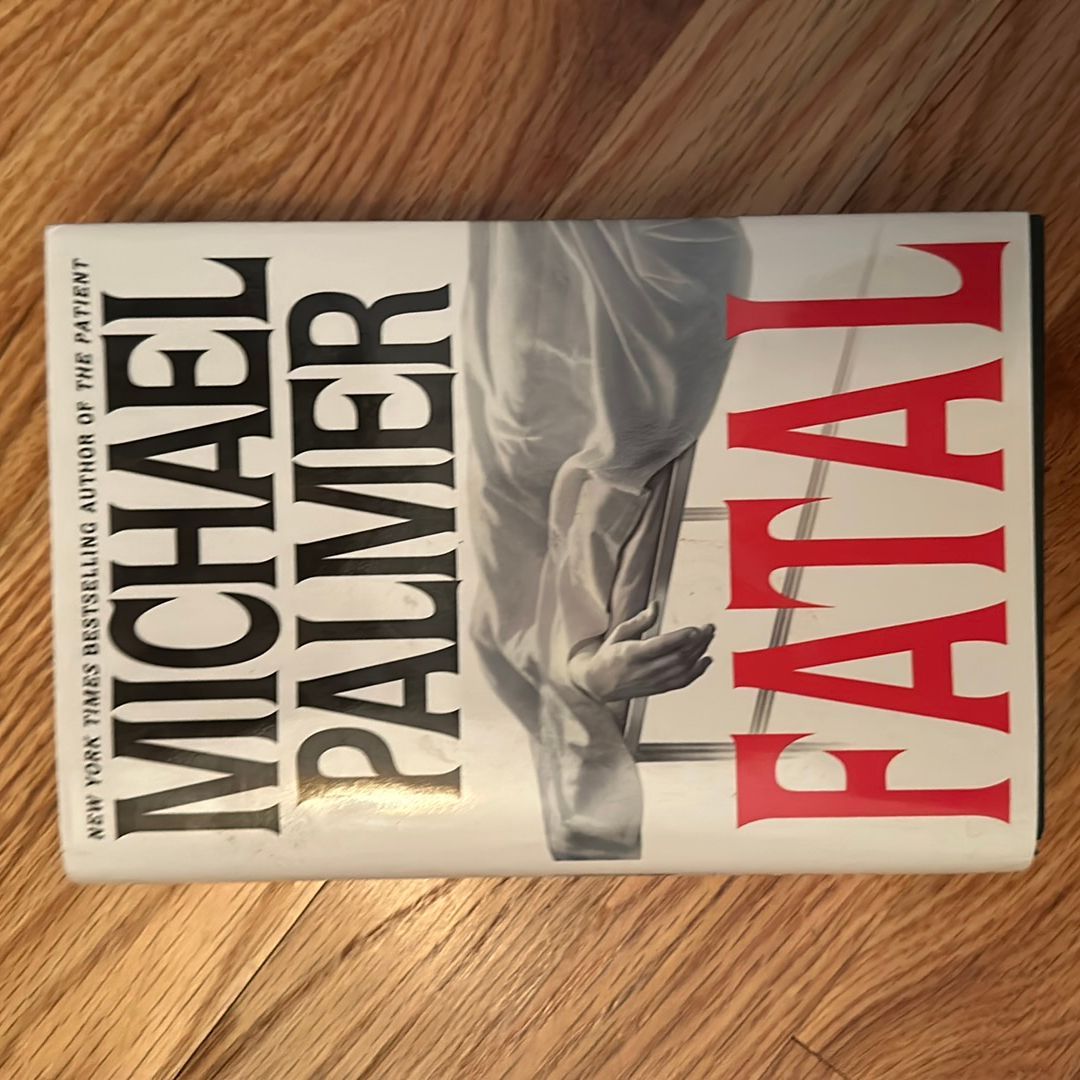 NEW YORK TIMES BESTSELLING AUTHOR OF THE PATIENT
MICHAEL
PALMER
FATAL